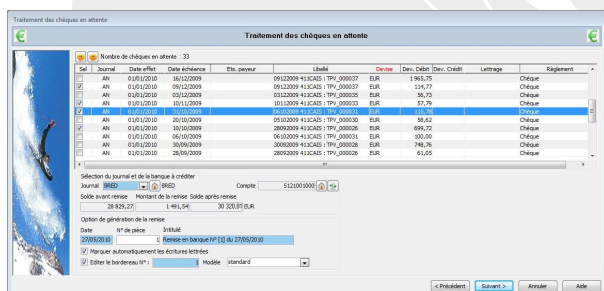 Traitement des chèques en attente
Traitement des chèques en attente
Nombre de chèques en attente : 33
Sel Journal Date effet Date échéance Ets. payeur Libellé Devise Dev. Débit Dev. Crédit Lettrage Règlement
AN 01/01/2010 16/12/2009 09122009 411CAIS : TPV_000037 EUR 1 965,75 Chèque
AN 01/01/2010 09/12/2009 09122009 411CAIS : TPV_000037 EUR 114,77 Chèque
AN 01/01/2010 03/12/2009 03122009 411CAIS : TPV_000035 EUR 56,73 Chèque
AN 01/01/2010 10/11/2009 10112009 411CAIS : TPV_000033 EUR 57,79 Chèque
AN 01/01/2010 31/10/2009 06102009 411CAIS : TPV_000031 EUR 115,78 Chèque
AN 01/01/2010 20/10/2009 05102009 411CAIS : TPV_000030 EUR 58,62 Chèque
AN 01/01/2010 10/10/2009 28092009 411CAIS : TPV_000026 EUR 699,72 Chèque
AN 01/01/2010 06/10/2009 06102009 411CAIS : TPV_000031 EUR 100,00 Chèque
AN 01/01/2010 30/09/2009 30092009 411CAIS : TPV_000028 EUR 748,76 Chèque
AN 01/01/2010 28/09/2009 28092009 411CAIS : TPV_000026 EUR 61,05 Chèque
Sélection du journal et de la banque à créditer
Journal BRED BRED Compte 5121001000
Solde avant remise Montant de la remise Solde après remise
28 829,27 1 491,54 30 320,81 EUR
Option de génération de la remise
Date N° de pièce Intitulé
27/05/2010 1 Remise en banque N° [1] du 27/05/2010
Marquer automatiquement les écritures lettrées
Editer le bordereau N° : 1 Modèle standard
< Précédent Suivant > Annuler Aide